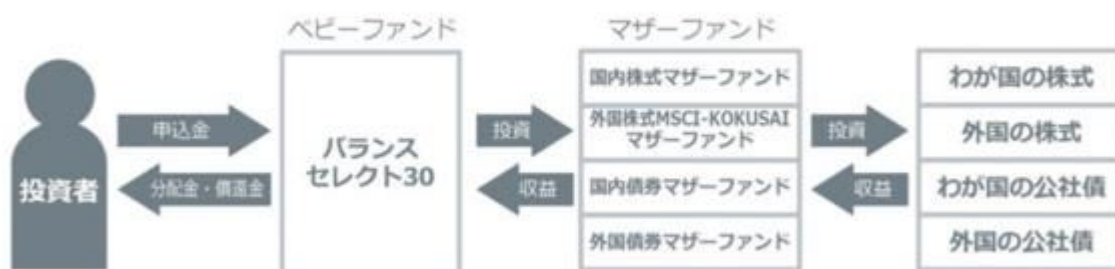 ベビーファンド
マザーファンド
投資者
申込金
分配金・償還金
バランス
セレクト30
投資
収益
国内株式マザーファンド
外国株式MSCI-KOKUSAI
マザーファンド
国内債券マザーファンド
外国債券マザーファンド
投資
収益
わが国の株式
外国の株式
わが国の公社債
外国の公社債